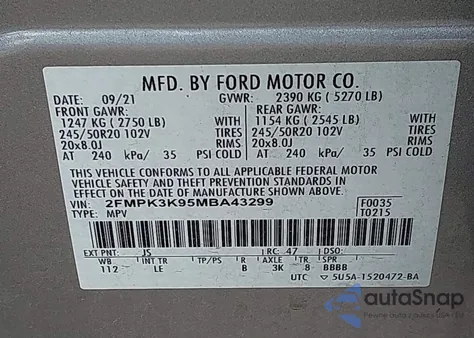 MFD. BY FORD MOTOR CO.
DATE: 09/21 GVWR: 2390 KG ( 5270 LB)
FRONT GAWR: REAR GAWR:
1247 KG ( 2750 LB) WITH 1154 KG ( 2545 LB) WITH
245/50R20 102V TIRES 245/50R20 102V TIRES
20x8.0J RIMS 20x8.0J RIMS
AT 240 kPa/ 35 PSI COLD AT 240 kPa/ 35 PSI COLD
THIS VEHICLE CONFORMS TO ALL APPLICABLE FEDERAL MOTOR
VEHICLE SAFETY AND THEFT PREVENTION STANDARDS IN
EFFECT ON THE DATE OF MANUFACTURE SHOWN ABOVE.
VIN: 2FMPK3K95MBA43299 F0035
TYPE: MPV T0215
EXT PNT: JS RC: 47 DSO:
WB INT TR TP/PS R AXLE TR SPR
112 LE B 3K 8 BBBB
UTC 5U5A-1520472-BA
autoSnap